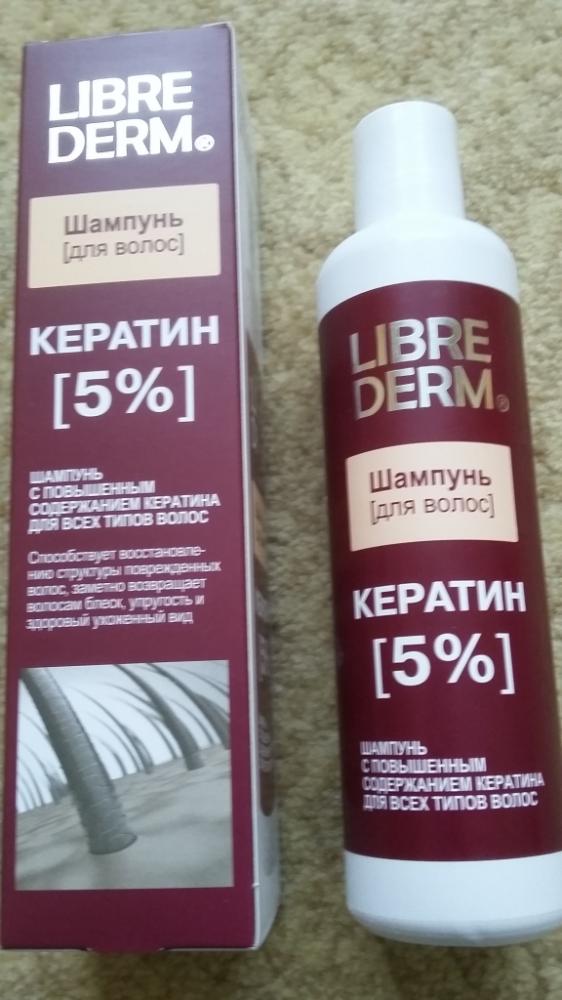 LIBRE
DERM®
Шампунь
[для волос]
КЕРАТИН
[5%]
ШАМПУНЬ
С ПОВЫШЕННЫМ
СОДЕРЖАНИЕМ КЕРАТИНА
ДЛЯ ВСЕХ ТИПОВ ВОЛОС
Способствует восстановле-
нию структуры поврежденных
волос, заметно возвращает
волосам блеск, упругость и
здоровый ухоженный вид
LIBRE
DERM®
Шампунь
[для волос]
КЕРАТИН
[5%]
ШАМПУНЬ
С ПОВЫШЕННЫМ
СОДЕРЖАНИЕМ КЕРАТИНА
ДЛЯ ВСЕХ ТИПОВ ВОЛОС